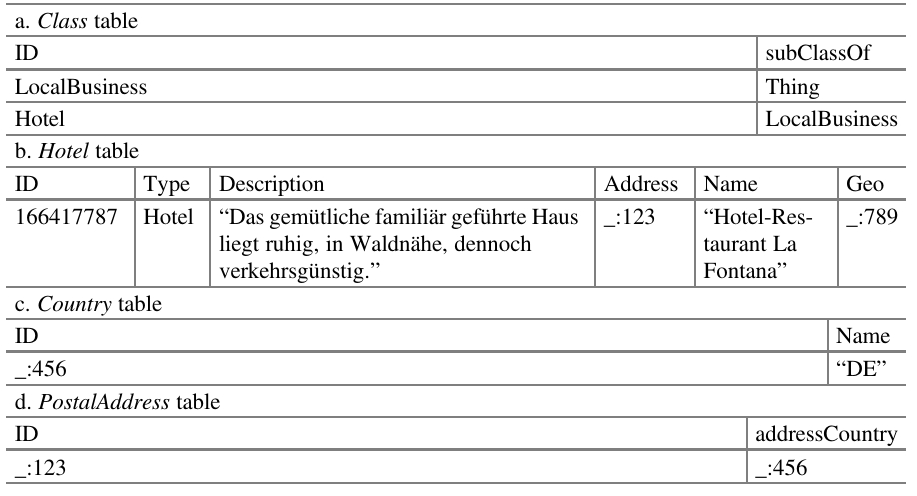 a. Class table
ID subClassOf
LocalBusiness Thing
Hotel LocalBusiness
b. Hotel table
ID Type Description Address Name Geo
166417787 Hotel “Das gemütliche familiär geführte Haus _:123 “Hotel-Res- _:789
liegt ruhig, in Waldnähe, dennoch taurant La
verkehrsgünstig.” Fontana”
c. Country table
ID Name
_:456 “DE”
d. PostalAddress table
ID addressCountry
_:123 _:456